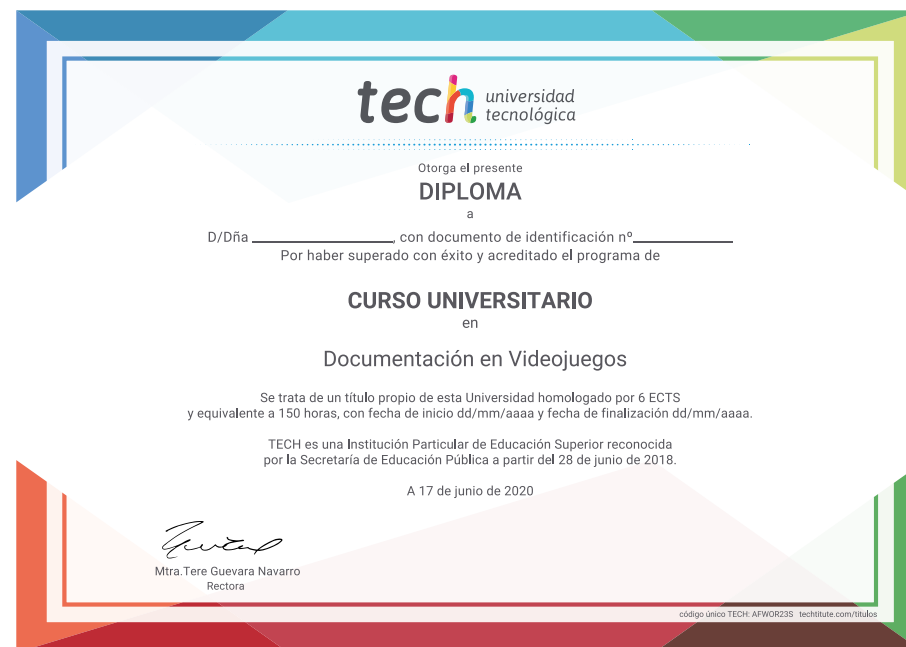 tech universidad
tecnológica
Otorga el presente
DIPLOMA
a
D/Dña ____________________, con documento de identificación nº______________
Por haber superado con éxito y acreditado el programa de
CURSO UNIVERSITARIO
en
Documentación en Videojuegos
Se trata de un título propio de esta Universidad homologado por 6 ECTS
y equivalente a 150 horas, con fecha de inicio dd/mm/aaaa y fecha de finalización dd/mm/aaaa.
TECH es una Institución Particular de Educación Superior reconocida
por la Secretaría de Educación Pública a partir del 28 de junio de 2018.
A 17 de junio de 2020
Mtra.Tere Guevara Navarro
Rectora
código único TECH: AFWOR23S techtitute.com/titulos